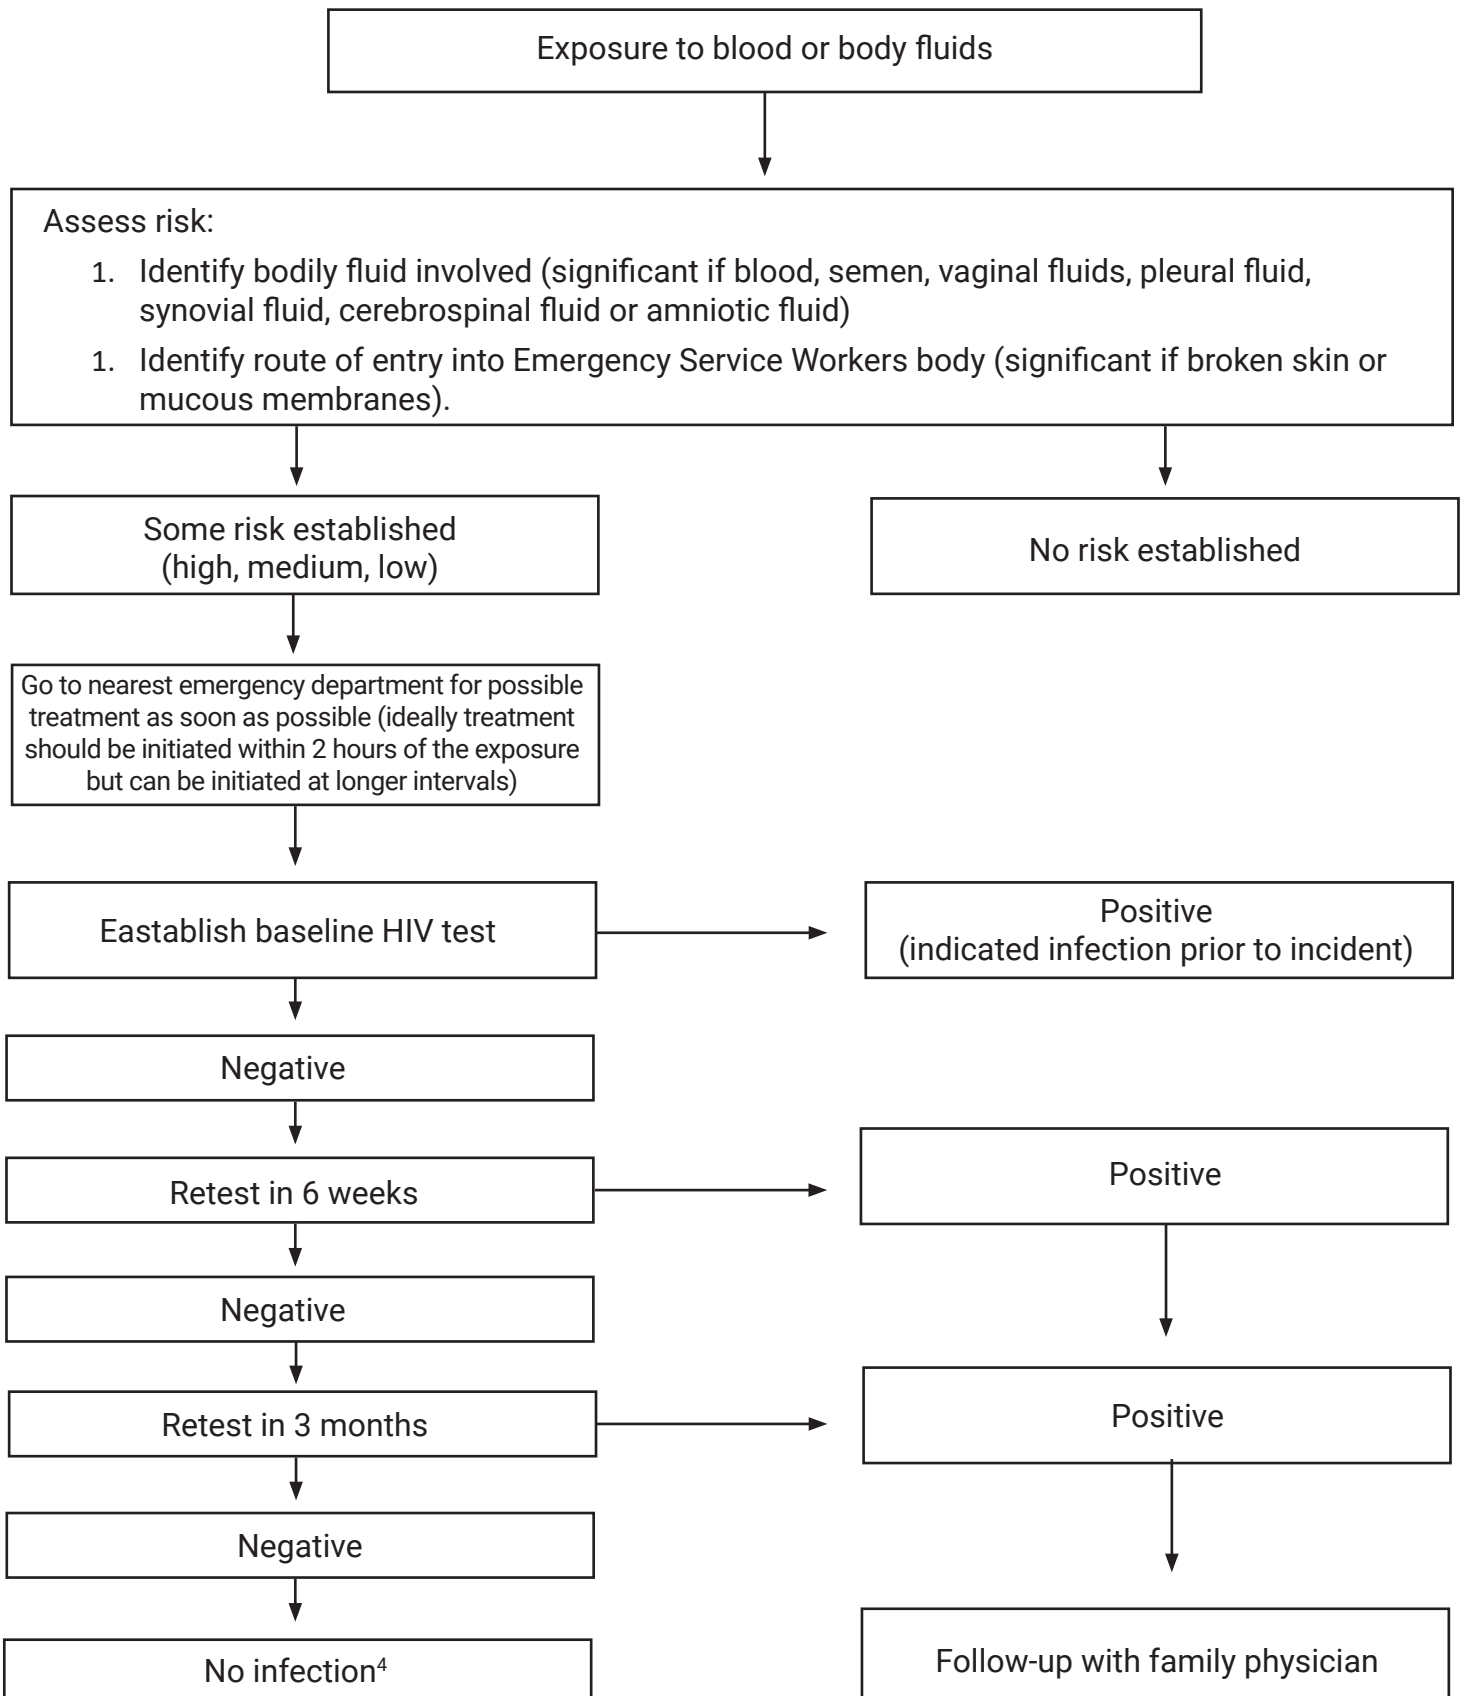 Exposure to blood or body fluids
Assess risk:
1. Identify bodily fluid involved (significant if blood, semen, vaginal fluids, pleural fluid,
synovial fluid, cerebrospinal fluid or amniotic fluid)
1. Identify route of entry into Emergency Service Workers body (significant if broken skin or
mucous membranes).
Some risk established
(high, medium, low)
No risk established
Go to nearest emergency department for possible
treatment as soon as possible (ideally treatment
should be initiated within 2 hours of the exposure
but can be initiated at longer intervals)
Eastablish baseline HIV test
Positive
(indicated infection prior to incident)
Negative
Retest in 6 weeks
Positive
Negative
Retest in 3 months
Positive
Negative
No infection⁴
Follow-up with family physician